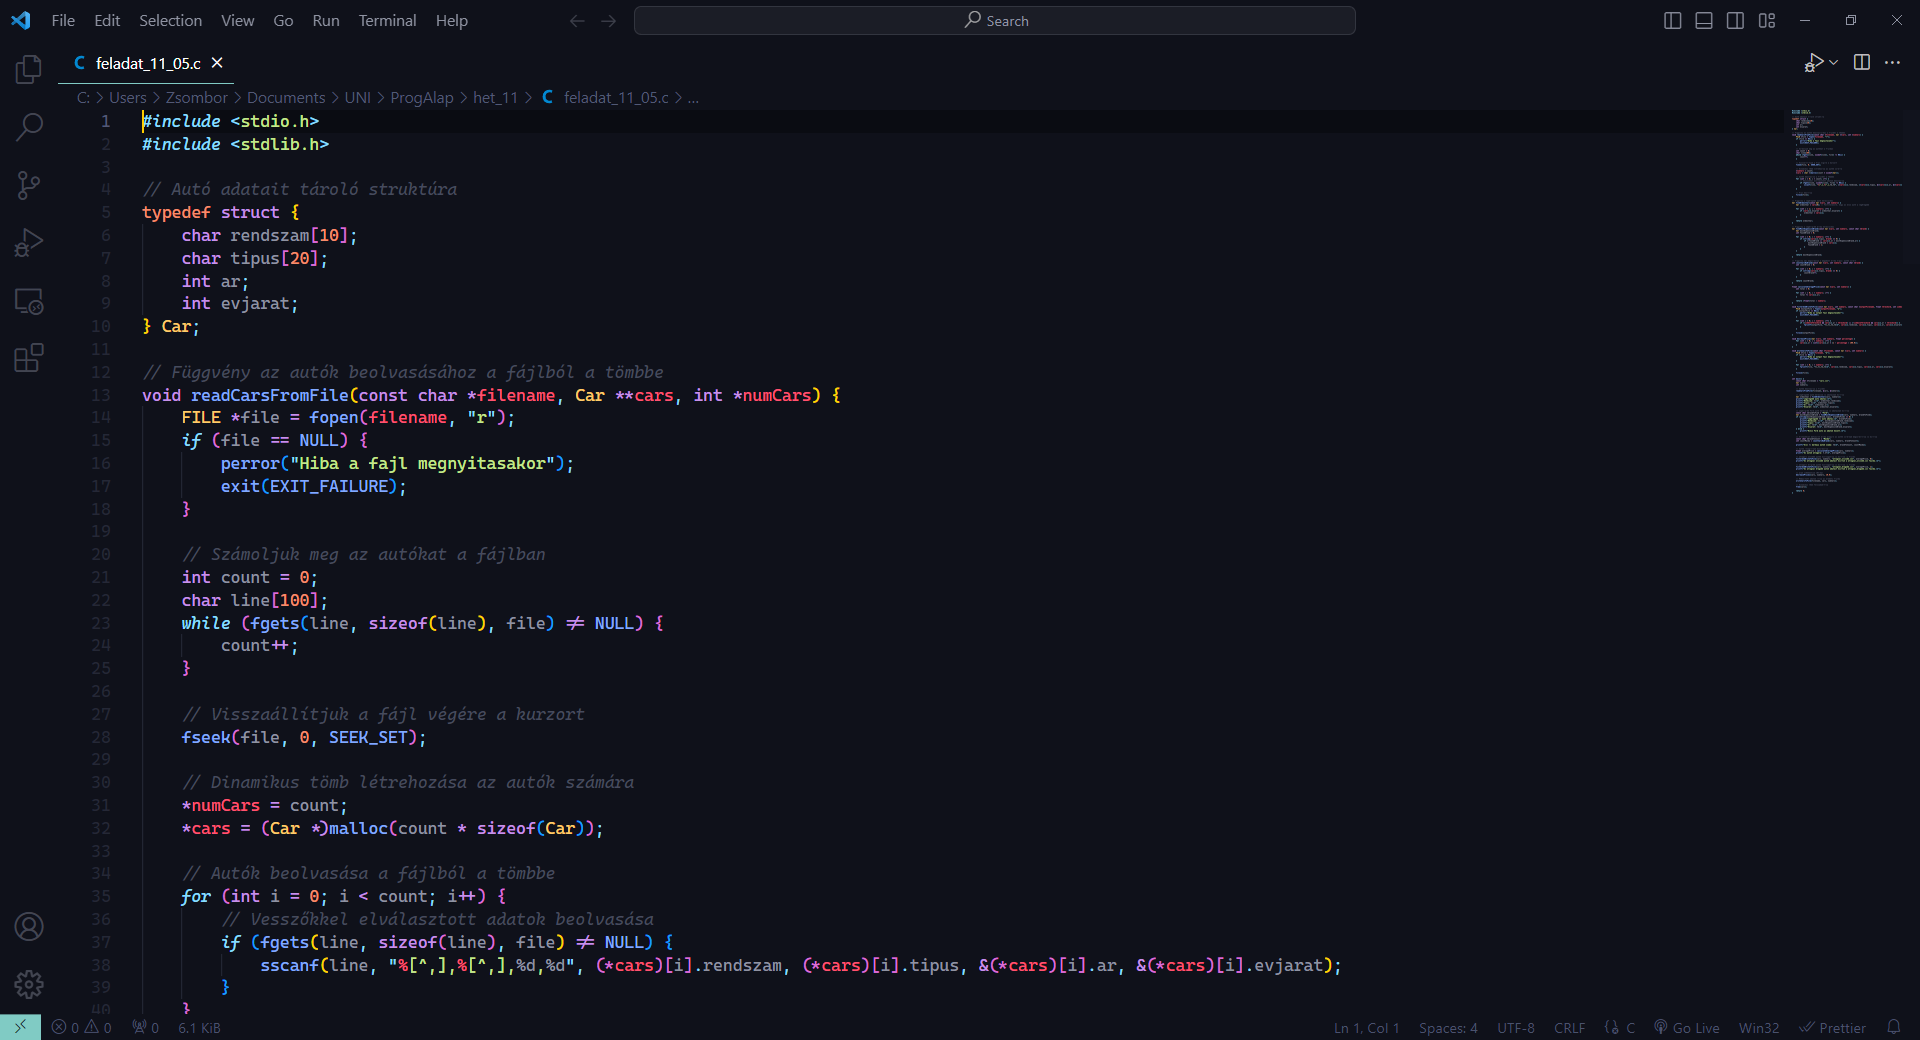 File Edit Selection View Go Run Terminal Help Search
C feladat_11_05.c
C: > Users > Zsombor > Documents > UNI > ProgAlap > het_11 > C feladat_11_05.c > ...
1 #include <stdio.h>
2 #include <stdlib.h>
3
4 // Autó adatait tároló struktúra
5 typedef struct {
6 char rendszam[10];
7 char tipus[20];
8 int ar;
9 int evjarat;
10 } Car;
11
12 // Függvény az autók beolvasásához a fájlból a tömbbe
13 void readCarsFromFile(const char *filename, Car **cars, int *numCars) {
14 FILE *file = fopen(filename, "r");
15 if (file == NULL) {
16 perror("Hiba a fajl megnyitasakor");
17 exit(EXIT_FAILURE);
18 }
19
20 // Számoljuk meg az autókat a fájlban
21 int count = 0;
22 char line[100];
23 while (fgets(line, sizeof(line), file) != NULL) {
24 count++;
25 }
26
27 // Visszaállítjuk a fájl végére a kurzort
28 fseek(file, 0, SEEK_SET);
29
30 // Dinamikus tömb létrehozása az autók számára
31 *numCars = count;
32 *cars = (Car *)malloc(count * sizeof(Car));
33
34 // Autók beolvasása a fájlból a tömbbe
35 for (int i = 0; i < count; i++) {
36 // Vesszőkkel elválasztott adatok beolvasása
37 if (fgets(line, sizeof(line), file) != NULL) {
38 sscanf(line, "%[^,],%[^,],%d,%d", (*cars)[i].rendszam, (*cars)[i].tipus, &(*cars)[i].ar, &(*cars)[i].evjarat);
39 }
40 }
0 0 0 6.1 KiB Ln 1, Col 1 Spaces: 4 UTF-8 CRLF C Go Live Win32 Prettier